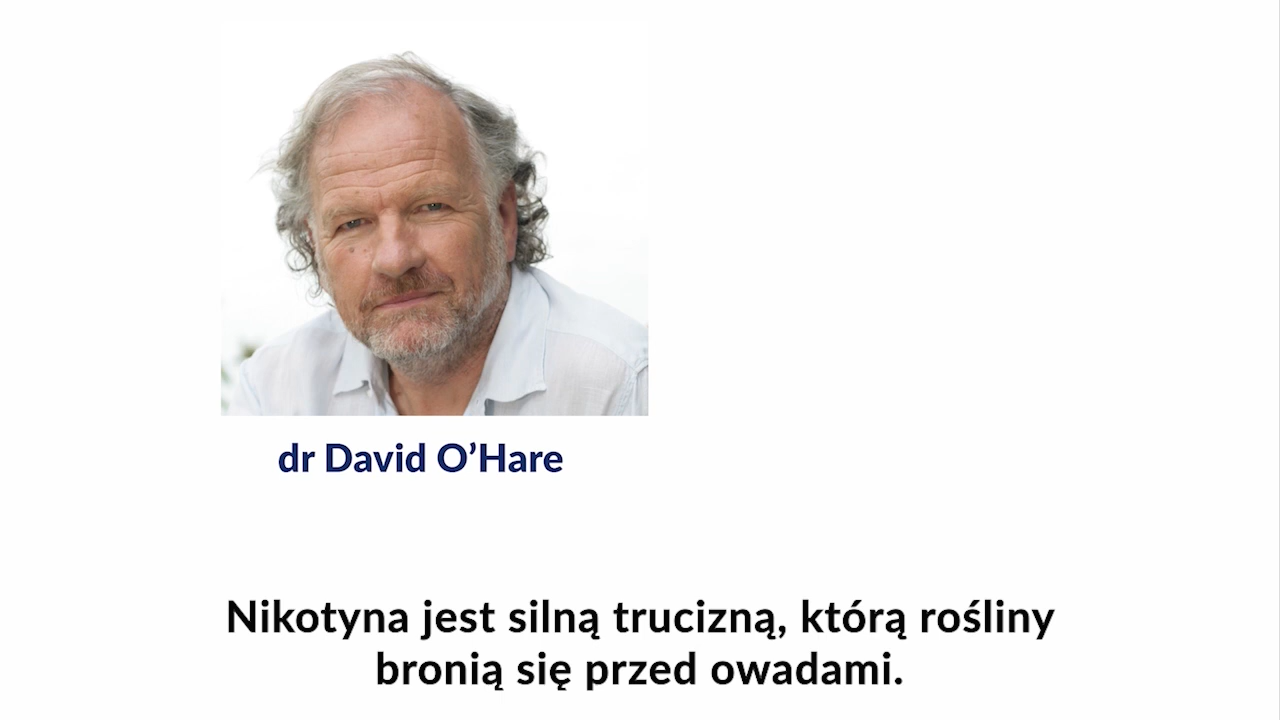 dr David O’Hare
Nikotyna jest silną trucizną, którą rośliny
bronią się przed owadami.